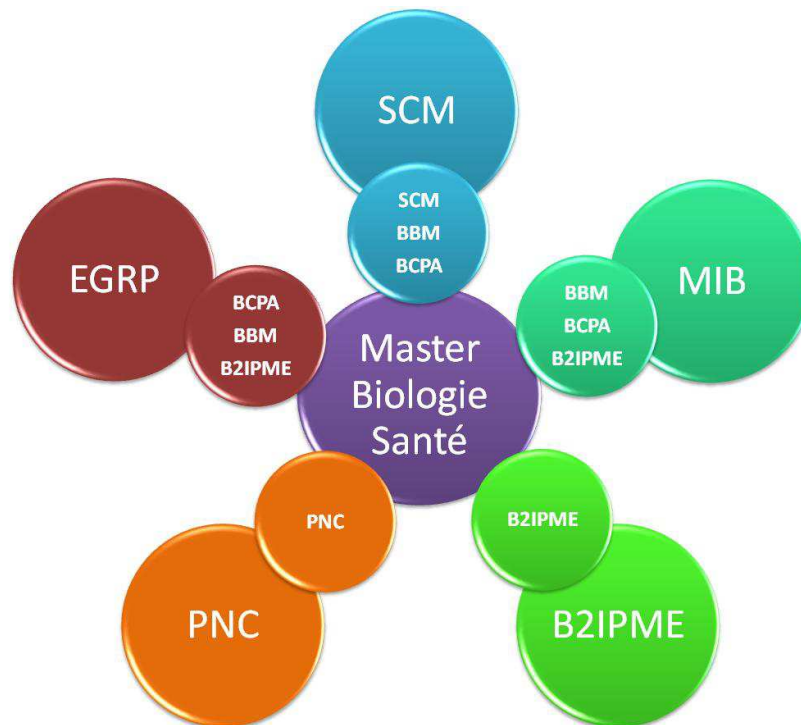 SCM
SCM
BBM
BCPA
EGRP
BCPA
BBM
B2IPME
MIB
BBM
BCPA
B2IPME
Master
Biologie
Santé
PNC
PNC
B2IPME
B2IPME